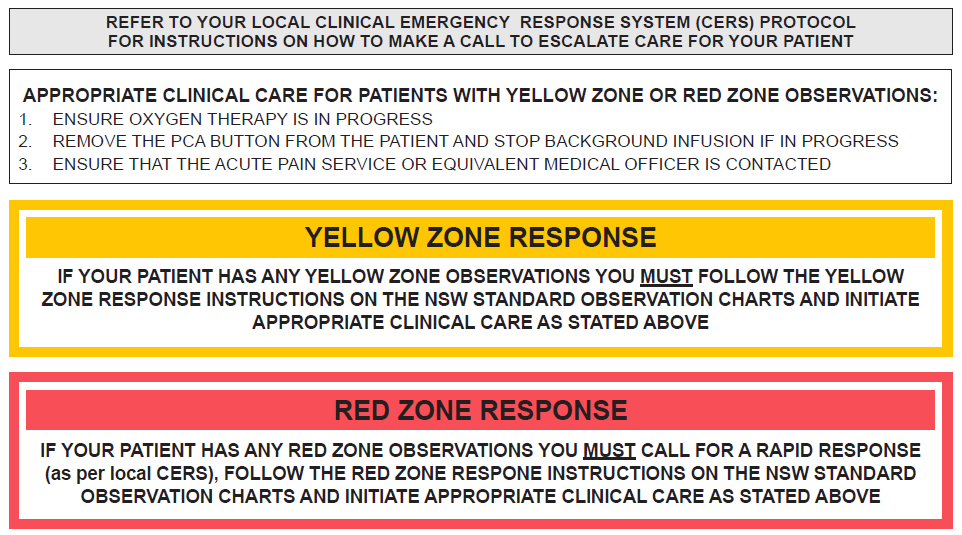 REFER TO YOUR LOCAL CLINICAL EMERGENCY RESPONSE SYSTEM (CERS) PROTOCOL
FOR INSTRUCTIONS ON HOW TO MAKE A CALL TO ESCALATE CARE FOR YOUR PATIENT
APPROPRIATE CLINICAL CARE FOR PATIENTS WITH YELLOW ZONE OR RED ZONE OBSERVATIONS:
1. ENSURE OXYGEN THERAPY IS IN PROGRESS
2. REMOVE THE PCA BUTTON FROM THE PATIENT AND STOP BACKGROUND INFUSION IF IN PROGRESS
3. ENSURE THAT THE ACUTE PAIN SERVICE OR EQUIVALENT MEDICAL OFFICER IS CONTACTED
YELLOW ZONE RESPONSE
IF YOUR PATIENT HAS ANY YELLOW ZONE OBSERVATIONS YOU MUST FOLLOW THE YELLOW
ZONE RESPONSE INSTRUCTIONS ON THE NSW STANDARD OBSERVATION CHARTS AND INITIATE
APPROPRIATE CLINICAL CARE AS STATED ABOVE
RED ZONE RESPONSE
IF YOUR PATIENT HAS ANY RED ZONE OBSERVATIONS YOU MUST CALL FOR A RAPID RESPONSE
(as per local CERS), FOLLOW THE RED ZONE RESPONE INSTRUCTIONS ON THE NSW STANDARD
OBSERVATION CHARTS AND INITIATE APPROPRIATE CLINICAL CARE AS STATED ABOVE